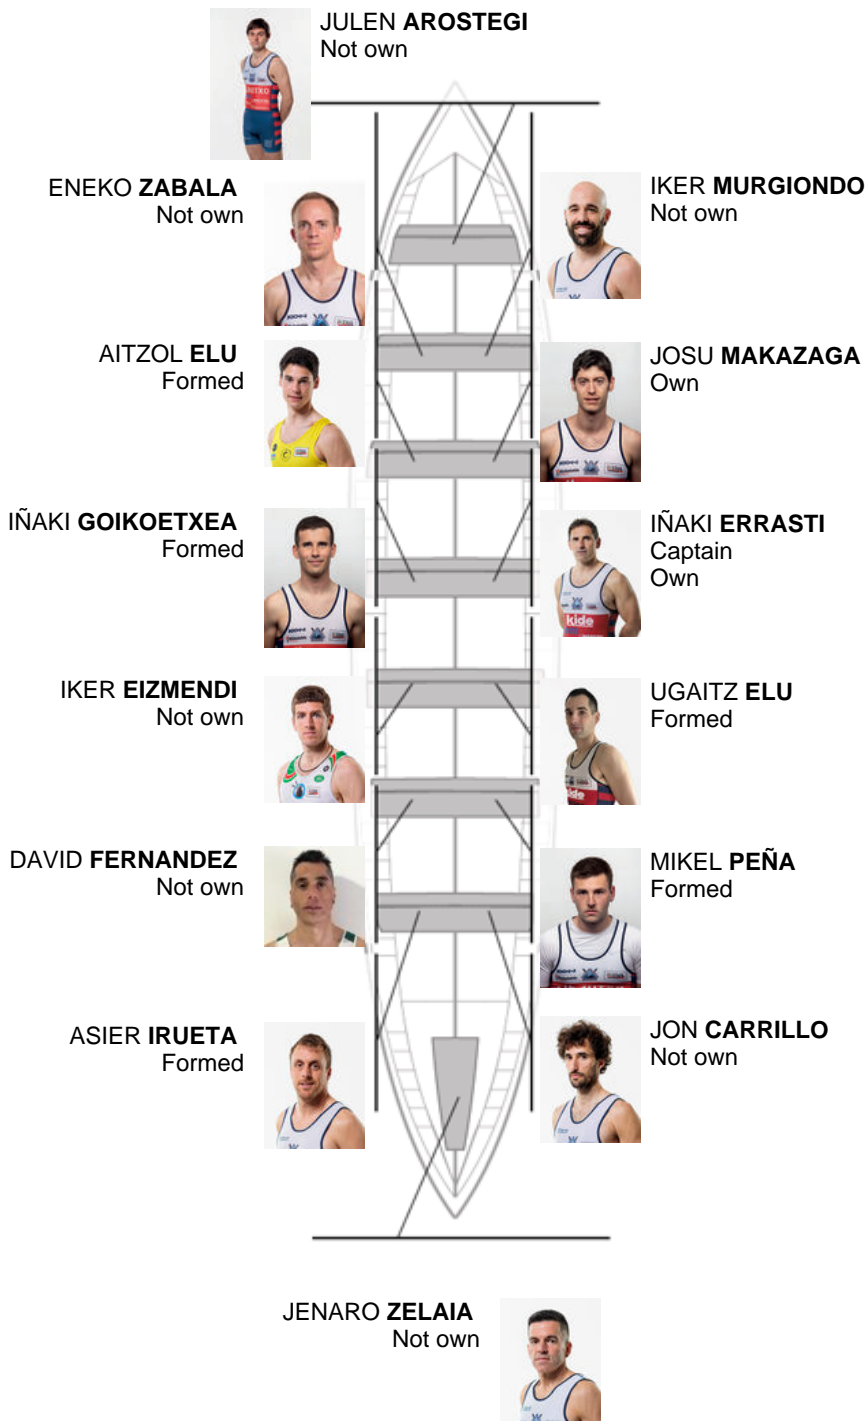 JULEN AROSTEGI
Not own
ENEKO ZABALA
Not own
IKER MURGIONDO
Not own
AITZOL ELU
Formed
JOSU MAKAZAGA
Own
IÑAKI GOIKOETXEA
Formed
IÑAKI ERRASTI
Captain
Own
kide
IKER EIZMENDI
Not own
UGAITZ ELU
Formed
kide
DAVID FERNANDEZ
Not own
MIKEL PEÑA
Formed
ASIER IRUETA
Formed
JON CARRILLO
Not own
JENARO ZELAIA
Not own